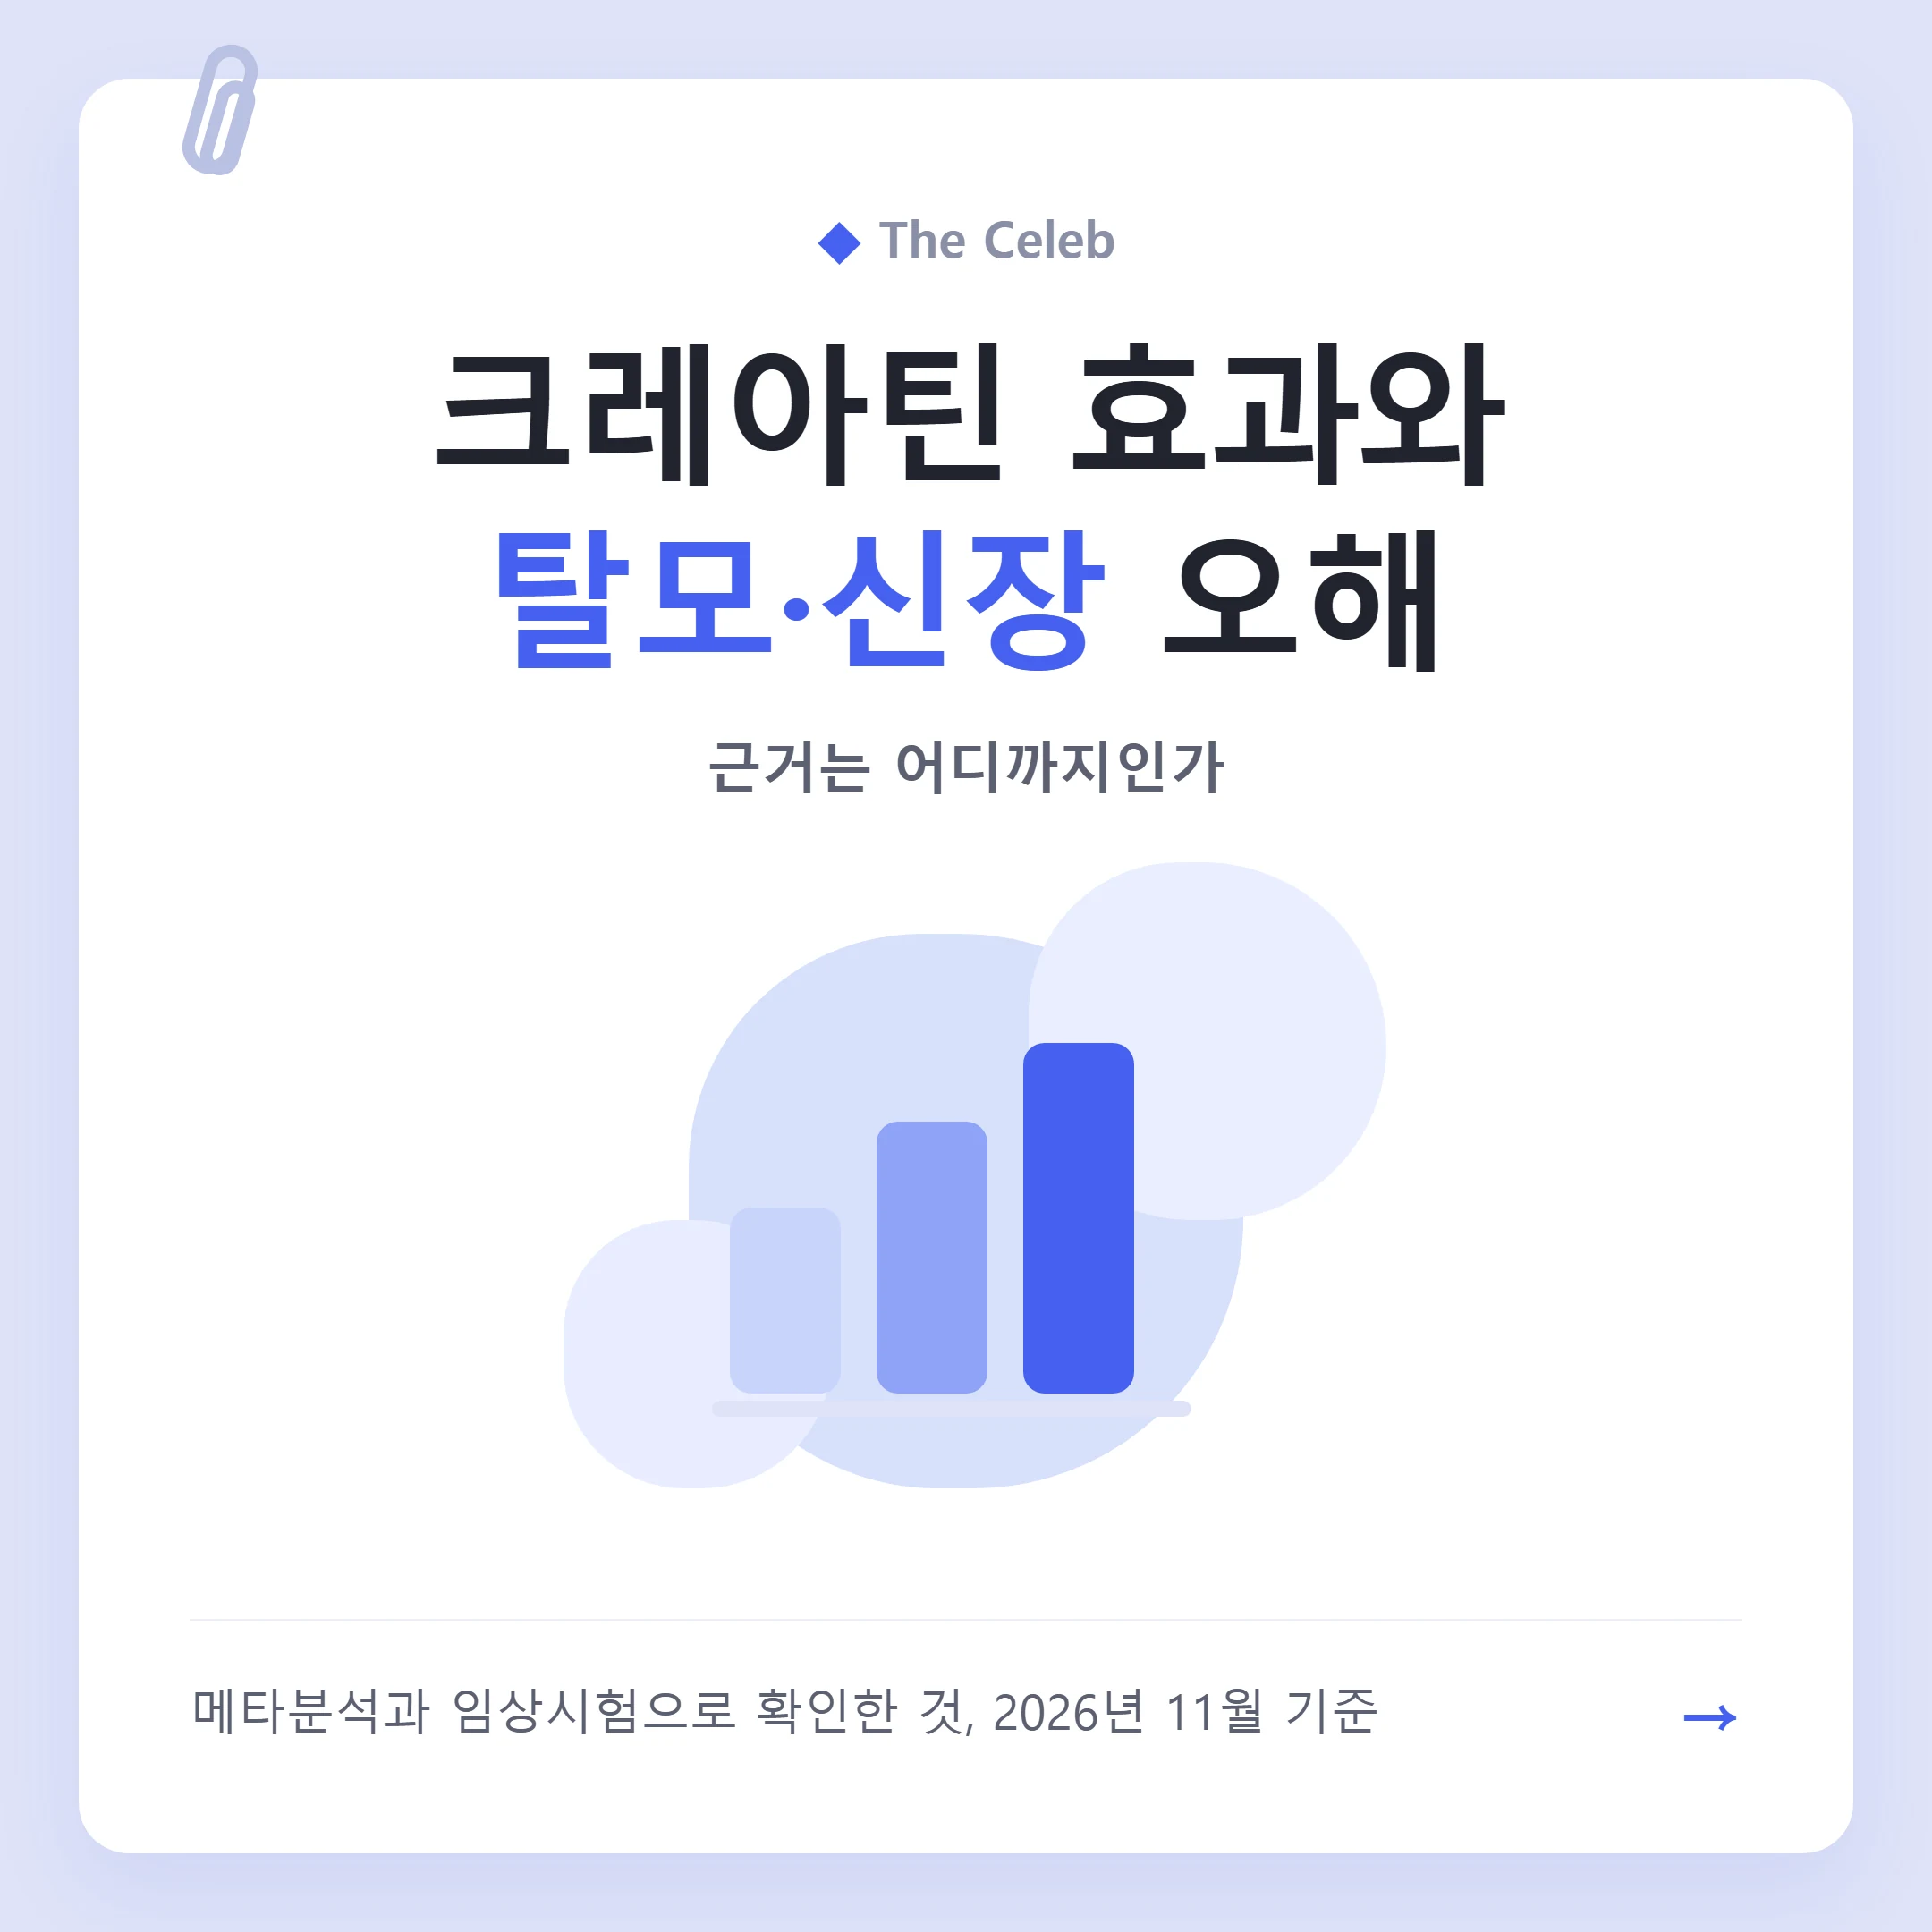 The Celeb
크레아틴 효과와
탈모·신장 오해
근거는 어디까지인가
메타분석과 임상시험으로 확인한 것, 2026년 11월 기준 →